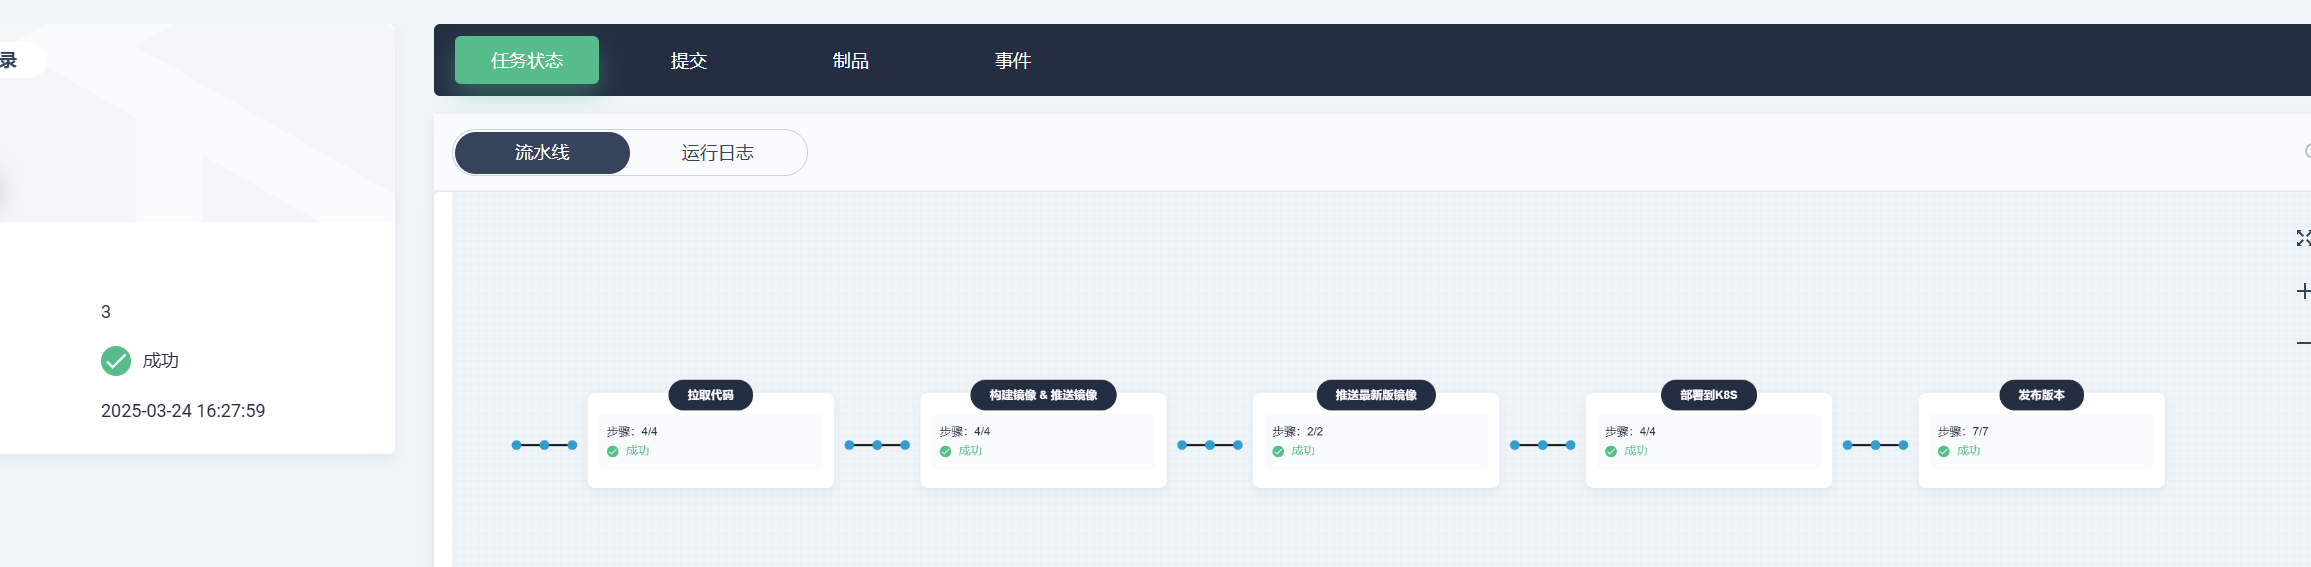 录
3
成功
2025-03-24 16:27:59
任务状态
提交
制品
事件
流水线
运行日志
拉取代码
步骤：4/4
成功
构建镜像 & 推送镜像
步骤：4/4
成功
推送最新版镜像
步骤：2/2
成功
部署到K8S
步骤：4/4
成功
发布版本
步骤：7/7
成功